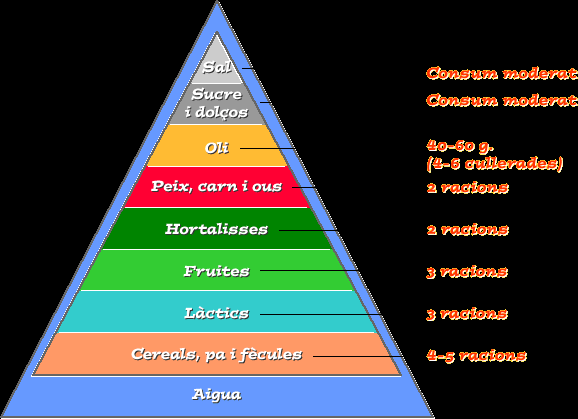 Sal
Consum moderat
Sucre
i dolços
Consum moderat
Oli
40-60 g.
(4-6 cullerades)
Peix, carn i ous
2 racions
Hortalisses
2 racions
Fruites
3 racions
Làctics
3 racions
Cereals, pa i fècules
4-5 racions
Aigua